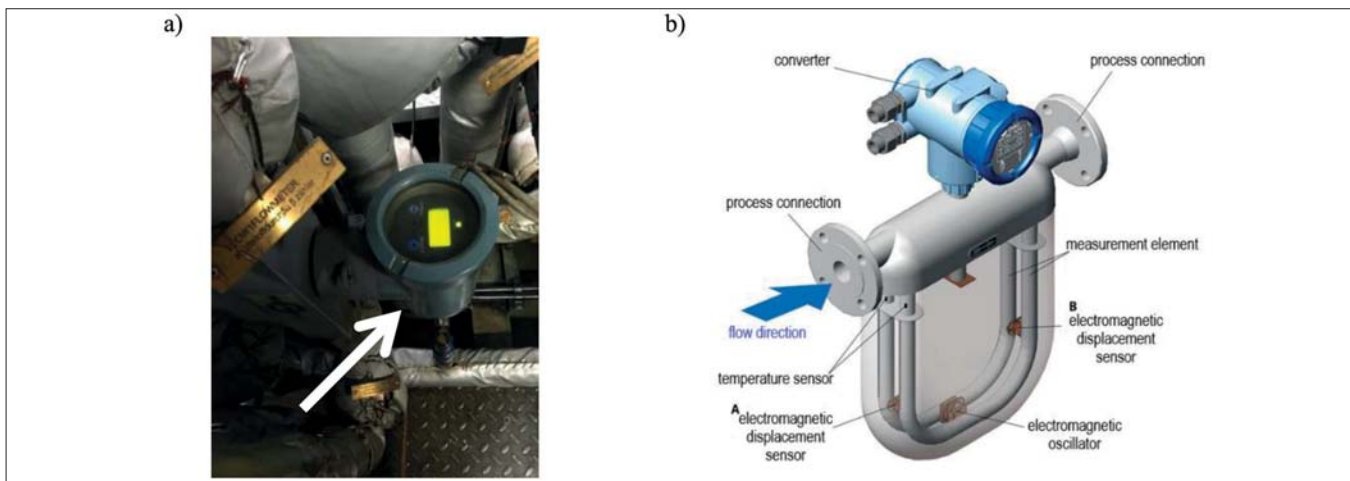 a)
b)
FLOWMETER
converter
process connection
process connection
measurement element
flow direction
B
electromagnetic
displacement
sensor
temperature sensor
A
electromagnetic
displacement
sensor
electromagnetic
oscillator